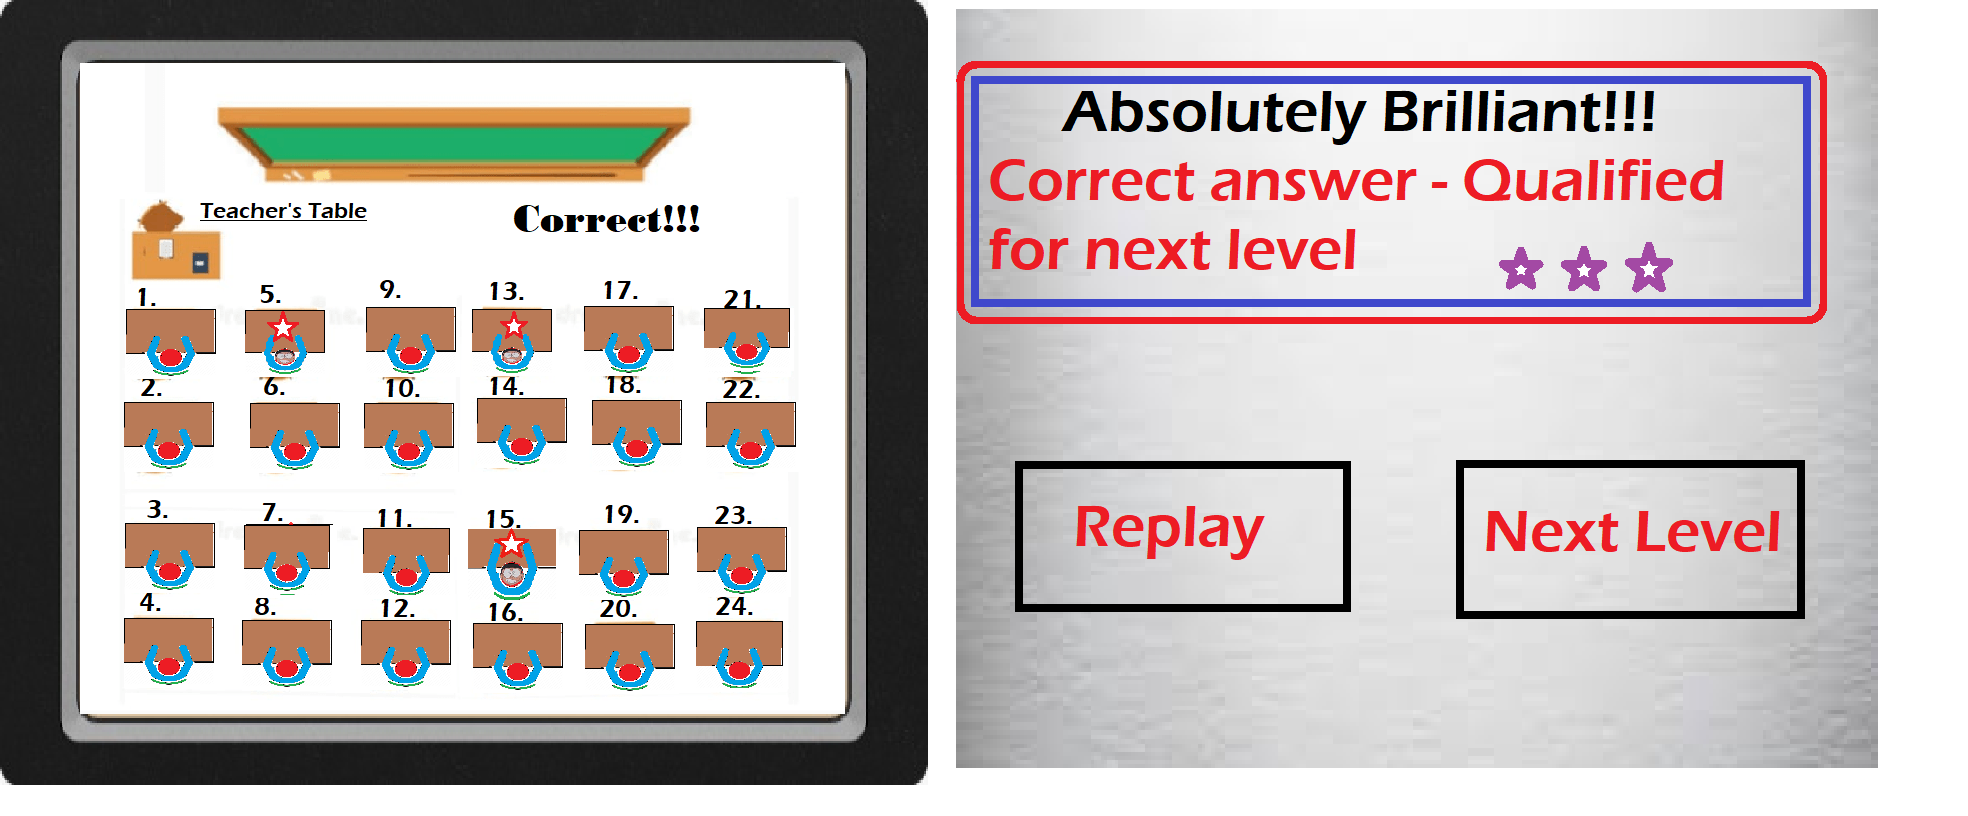 Teacher's Table
Correct!!!
1. 5. 9. 13. 17. 21.
2. 6. 10. 14. 18. 22.
3. 7. 11. 15. 19. 23.
4. 8. 12. 16. 20. 24.
Absolutely Brilliant!!!
Correct answer - Qualified
for next level
Replay
Next Level